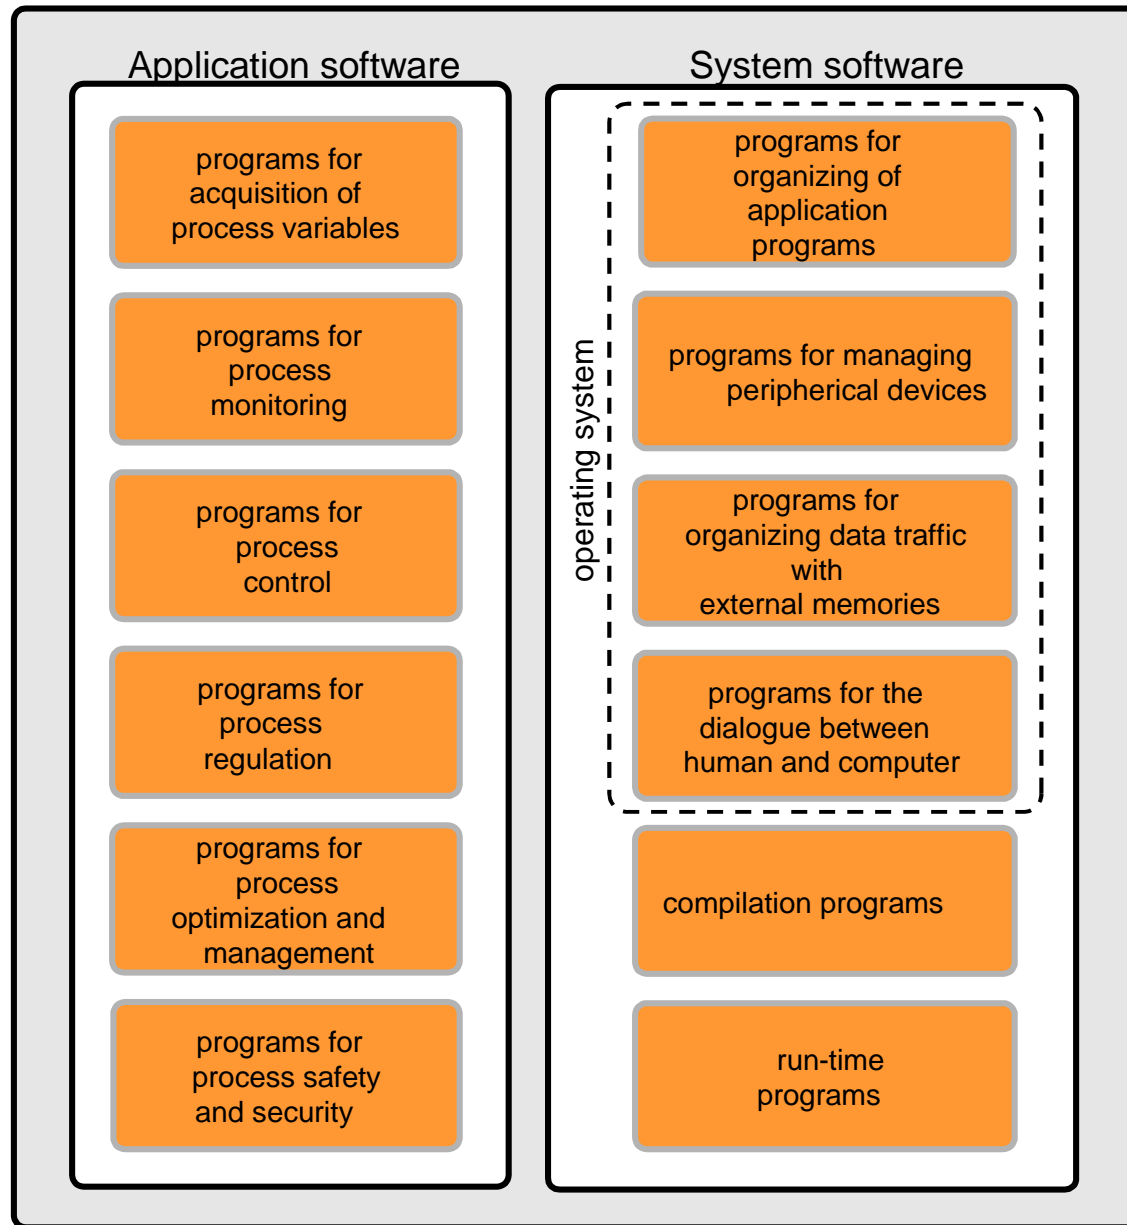 Application software
programs for
acquisition of
process variables
programs for
process
monitoring
programs for
process
control
programs for
process
regulation
programs for
process
optimization and
management
programs for
process safety
and security
System software
operating system
programs for
organizing of
application
programs
programs for managing
peripherical devices
programs for
organizing data traffic
with
external memories
programs for the
dialogue between
human and computer
compilation programs
run-time
programs